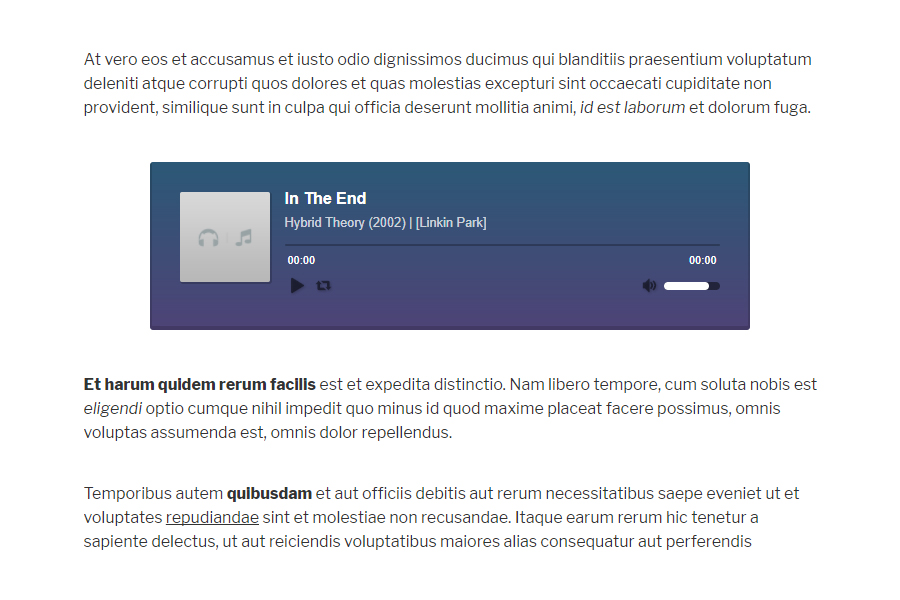 At vero eos et accusamus et iusto odio dignissimos ducimus qui blanditiis praesentium voluptatum
deleniti atque corrupti quos dolores et quas molestias excepturi sint occaecati cupiditate non
provident, similique sunt in culpa qui officia deserunt mollitia animi, id est laborum et dolorum fuga.
In The End
Hybrid Theory (2002) | [Linkin Park]
00:00 00:00
Et harum quidem rerum facilis est et expedita distinctio. Nam libero tempore, cum soluta nobis est
eligendi optio cumque nihil impedit quo minus id quod maxime placeat facere possimus, omnis
voluptas assumenda est, omnis dolor repellendus.
Temporibus autem quibusdam et aut officiis debitis aut rerum necessitatibus saepe eveniet ut et
voluptates repudiandae sint et molestiae non recusandae. Itaque earum rerum hic tenetur a
sapiente delectus, ut aut reiciendis voluptatibus maiores alias consequatur aut perferendis